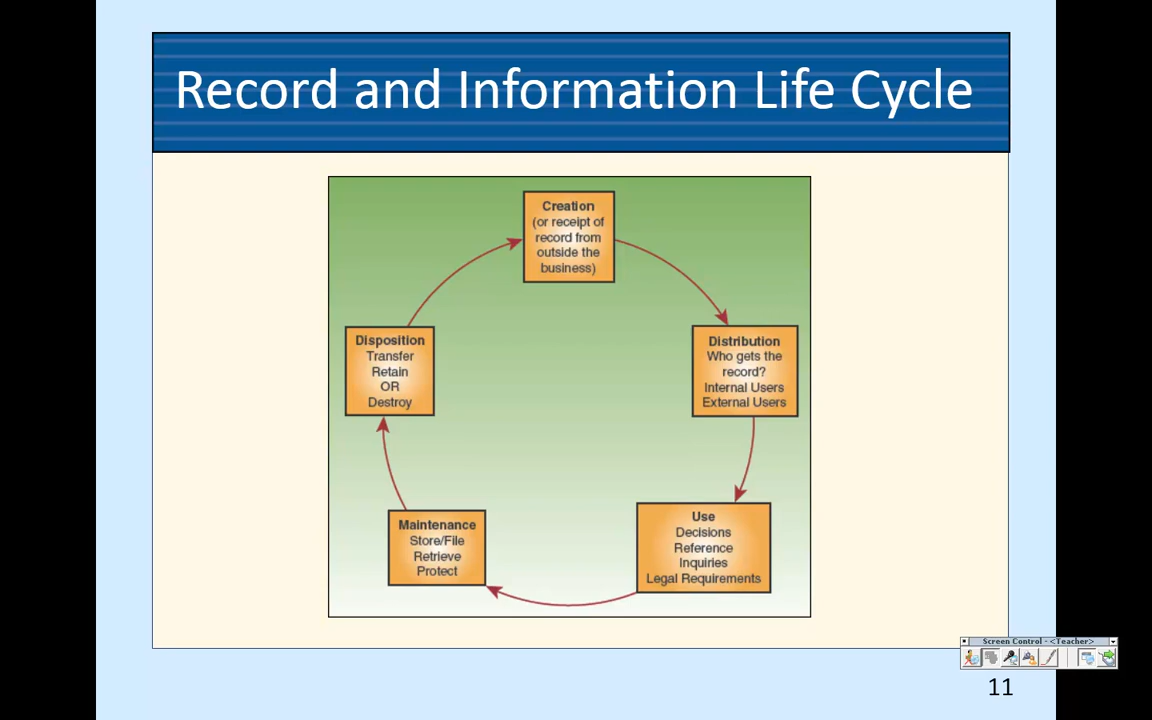 Record and Information Life Cycle
Creation
(or receipt of
record from
outside the
business)
Distribution
Who gets the
record?
Internal Users
External Users
Use
Decisions
Reference
Inquiries
Legal Requirements
Maintenance
Store/File
Retrieve
Protect
Disposition
Transfer
Retain
OR
Destroy
Screen Control - <Teacher>
11